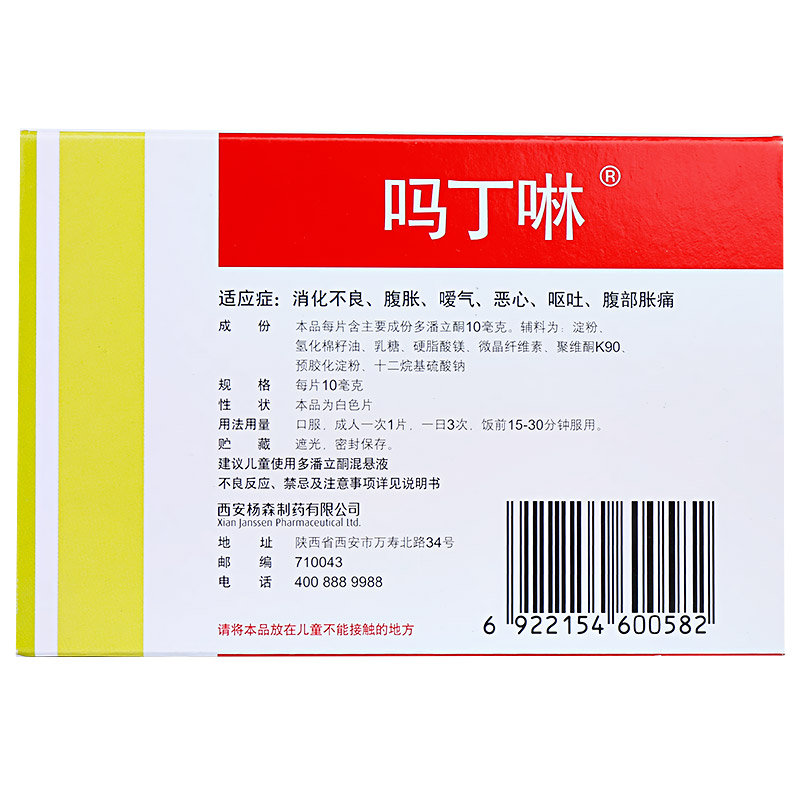 吗丁啉®
适应症：消化不良、腹胀、嗳气、恶心、呕吐、腹部胀痛
成份 本品每片含主要成份多潘立酮10毫克。辅料为：淀粉、
氢化棉籽油、乳糖、硬脂酸镁、微晶纤维素、聚维酮K90、
预胶化淀粉、十二烷基硫酸钠
规格 每片10毫克
性状 本品为白色片
用法用量 口服，成人一次1片，一日3次，饭前15-30分钟服用。
贮藏 遮光，密封保存。
建议儿童使用多潘立酮混悬液
不良反应、禁忌及注意事项详见说明书
西安杨森制药有限公司
Xian Janssen Pharmaceutical Ltd.
地址 陕西省西安市万寿北路34号
邮编 710043
电话 400 888 9988
请将本品放在儿童不能接触的地方
6 922154 600582